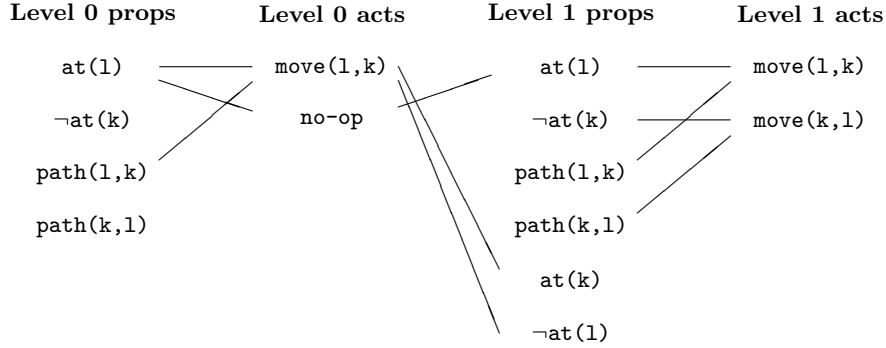 Level 0 props Level 0 acts Level 1 props Level 1 acts
at(l) move(l,k) at(l) move(l,k)
¬at(k) no-op ¬at(k) move(k,l)
path(l,k) path(l,k)
path(k,l) path(k,l)
at(k)
¬at(l)